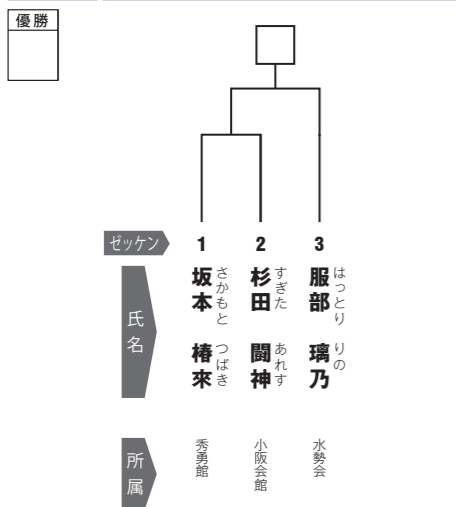 優勝
ゼッケン
1
2
3
氏名
坂本 椿來
さかもと つばき
杉田 闘神
すぎた あれす
服部 璃乃
はっとり りの
所属
秀勇館
小阪会館
水勢会